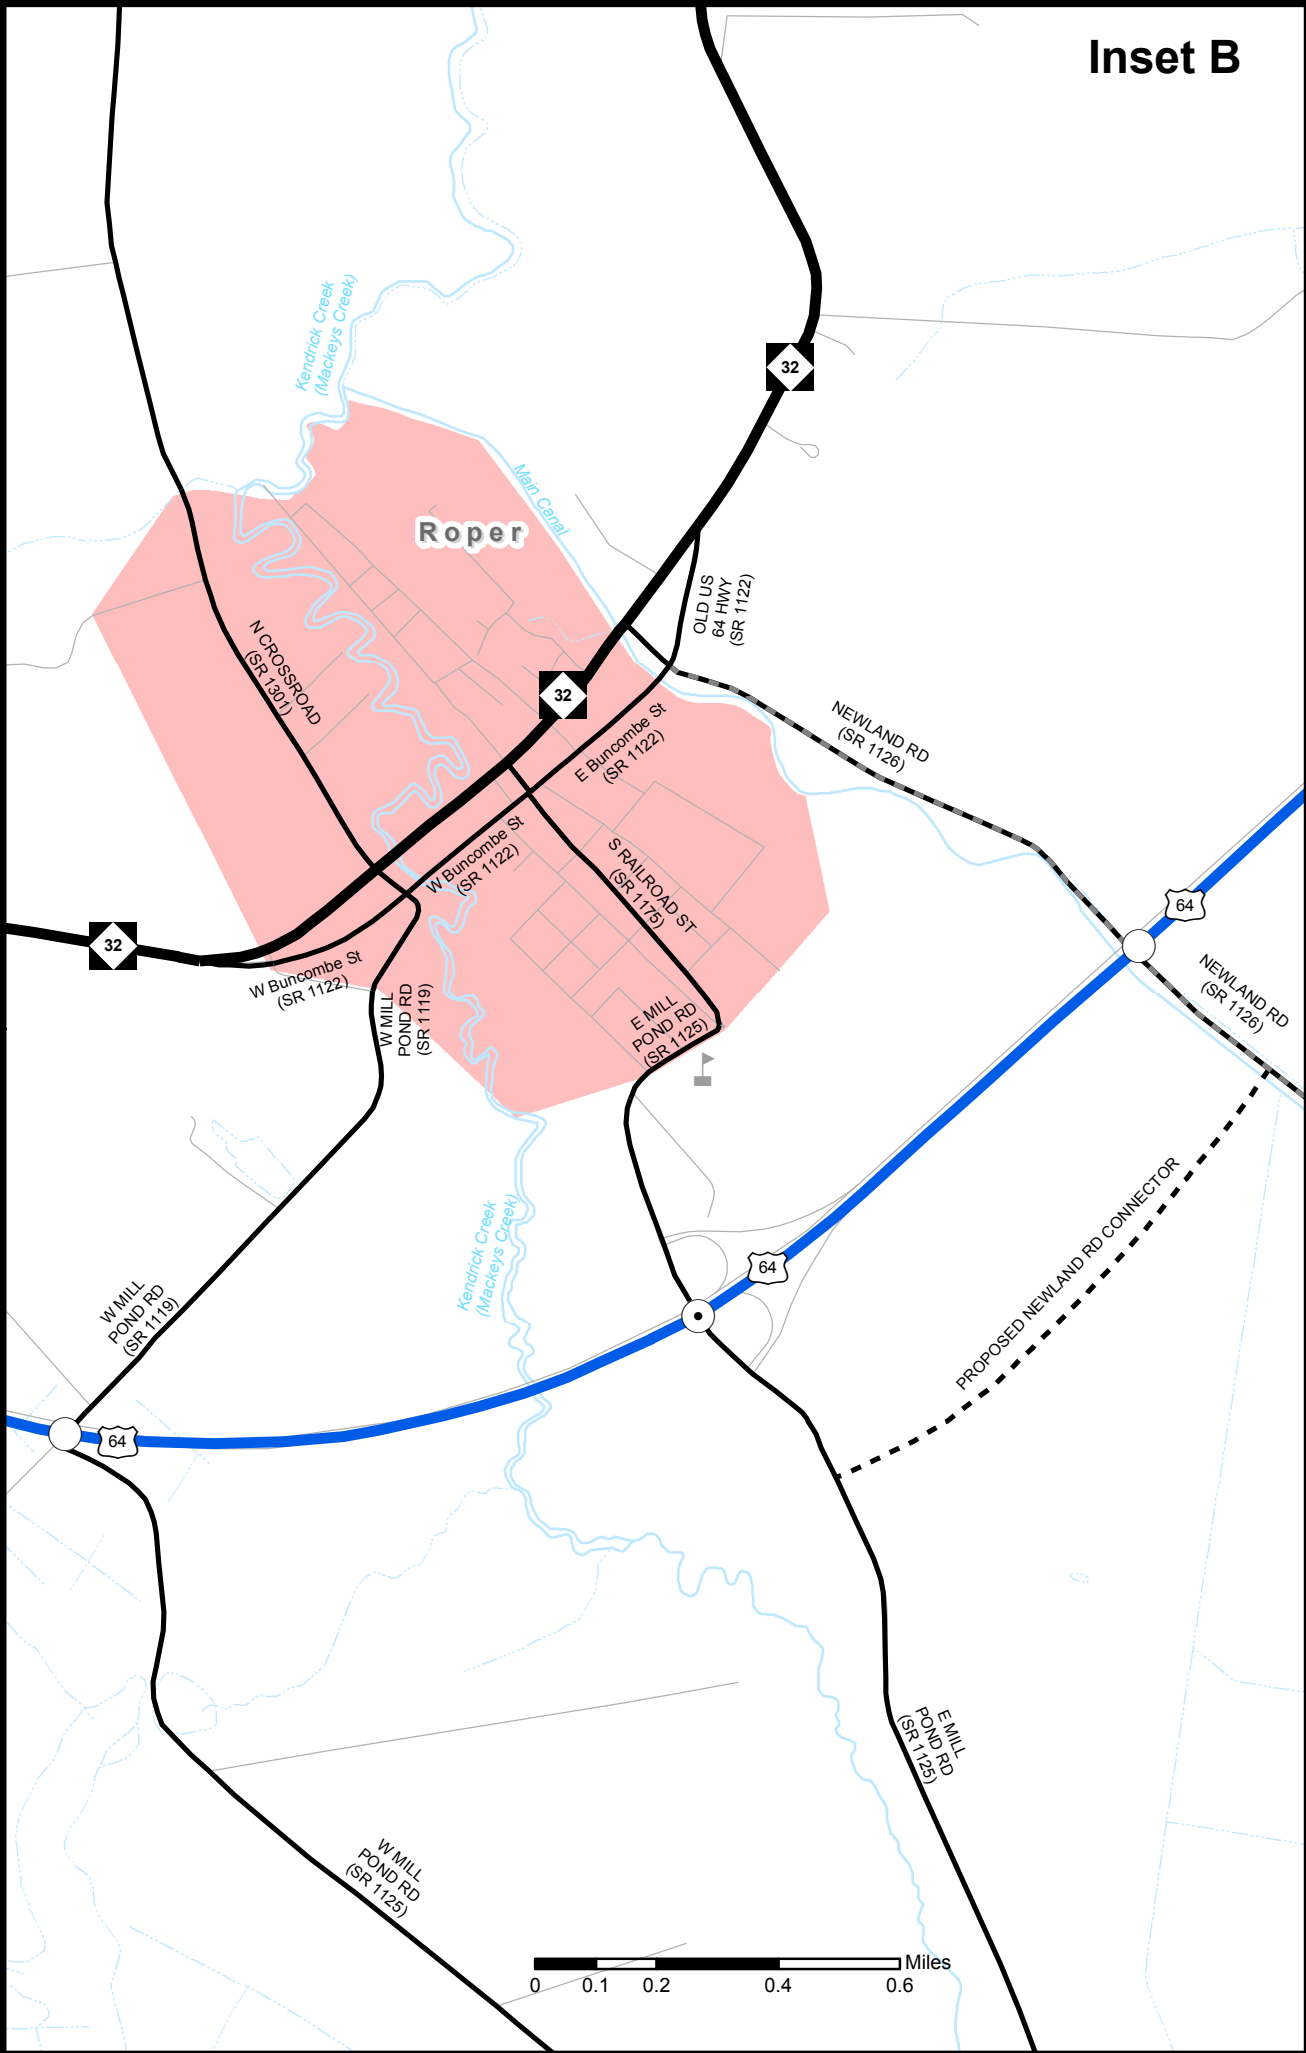 Inset B
Kendrick Creek
(Mackeys Creek)
32
Main Canal
Roper
OLD US
64 HWY
(SR 1122)
N CROSSROAD
(SR 1301)
32
E Buncombe St
(SR 1122)
NEWLAND RD
(SR 1126)
W Buncombe St
(SR 1122)
S RAILROAD ST
(SR 1175)
64
32
W Buncombe St
(SR 1122)
W MILL
POND RD
(SR 1119)
E MILL
POND RD
(SR 1125)
NEWLAND RD
(SR 1126)
Kendrick Creek
(Mackeys Creek)
64
PROPOSED NEWLAND RD CONNECTOR
W MILL
POND RD
(SR 1119)
64
E MILL
POND RD
(SR 1125)
W MILL
POND RD
(SR 1125)
Miles
0 0.1 0.2 0.4 0.6